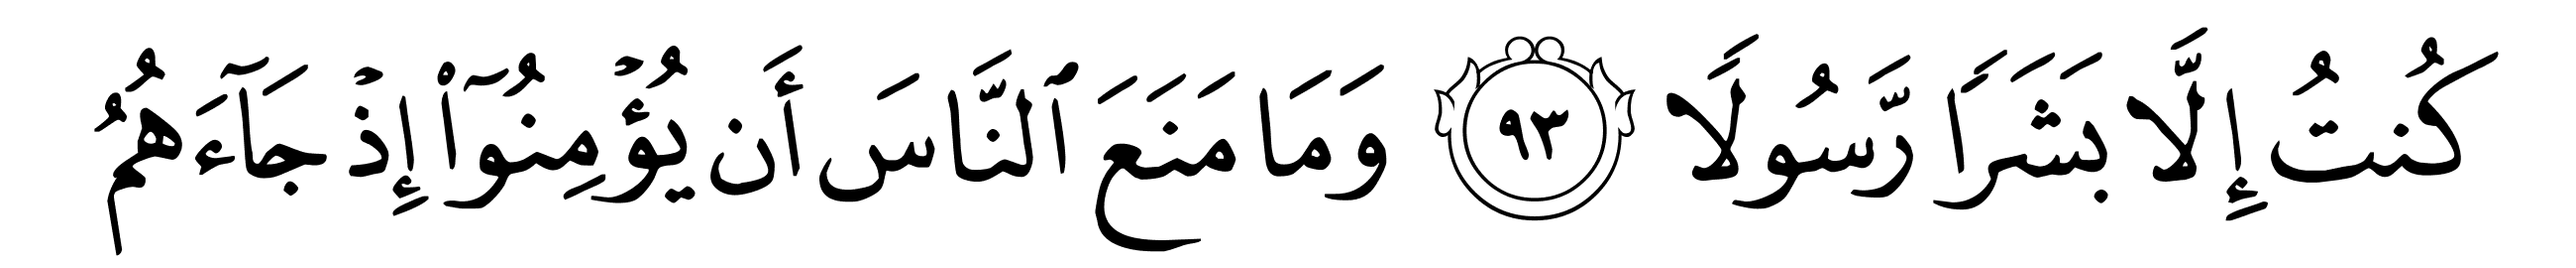 كُنتُ إِلَّا بَشَرًا رَّسُولًا ٩٣ وَمَا مَنَعَ ٱلنَّاسَ أَن يُؤْمِنُوٓا۟ إِذْ جَآءَهُمُ